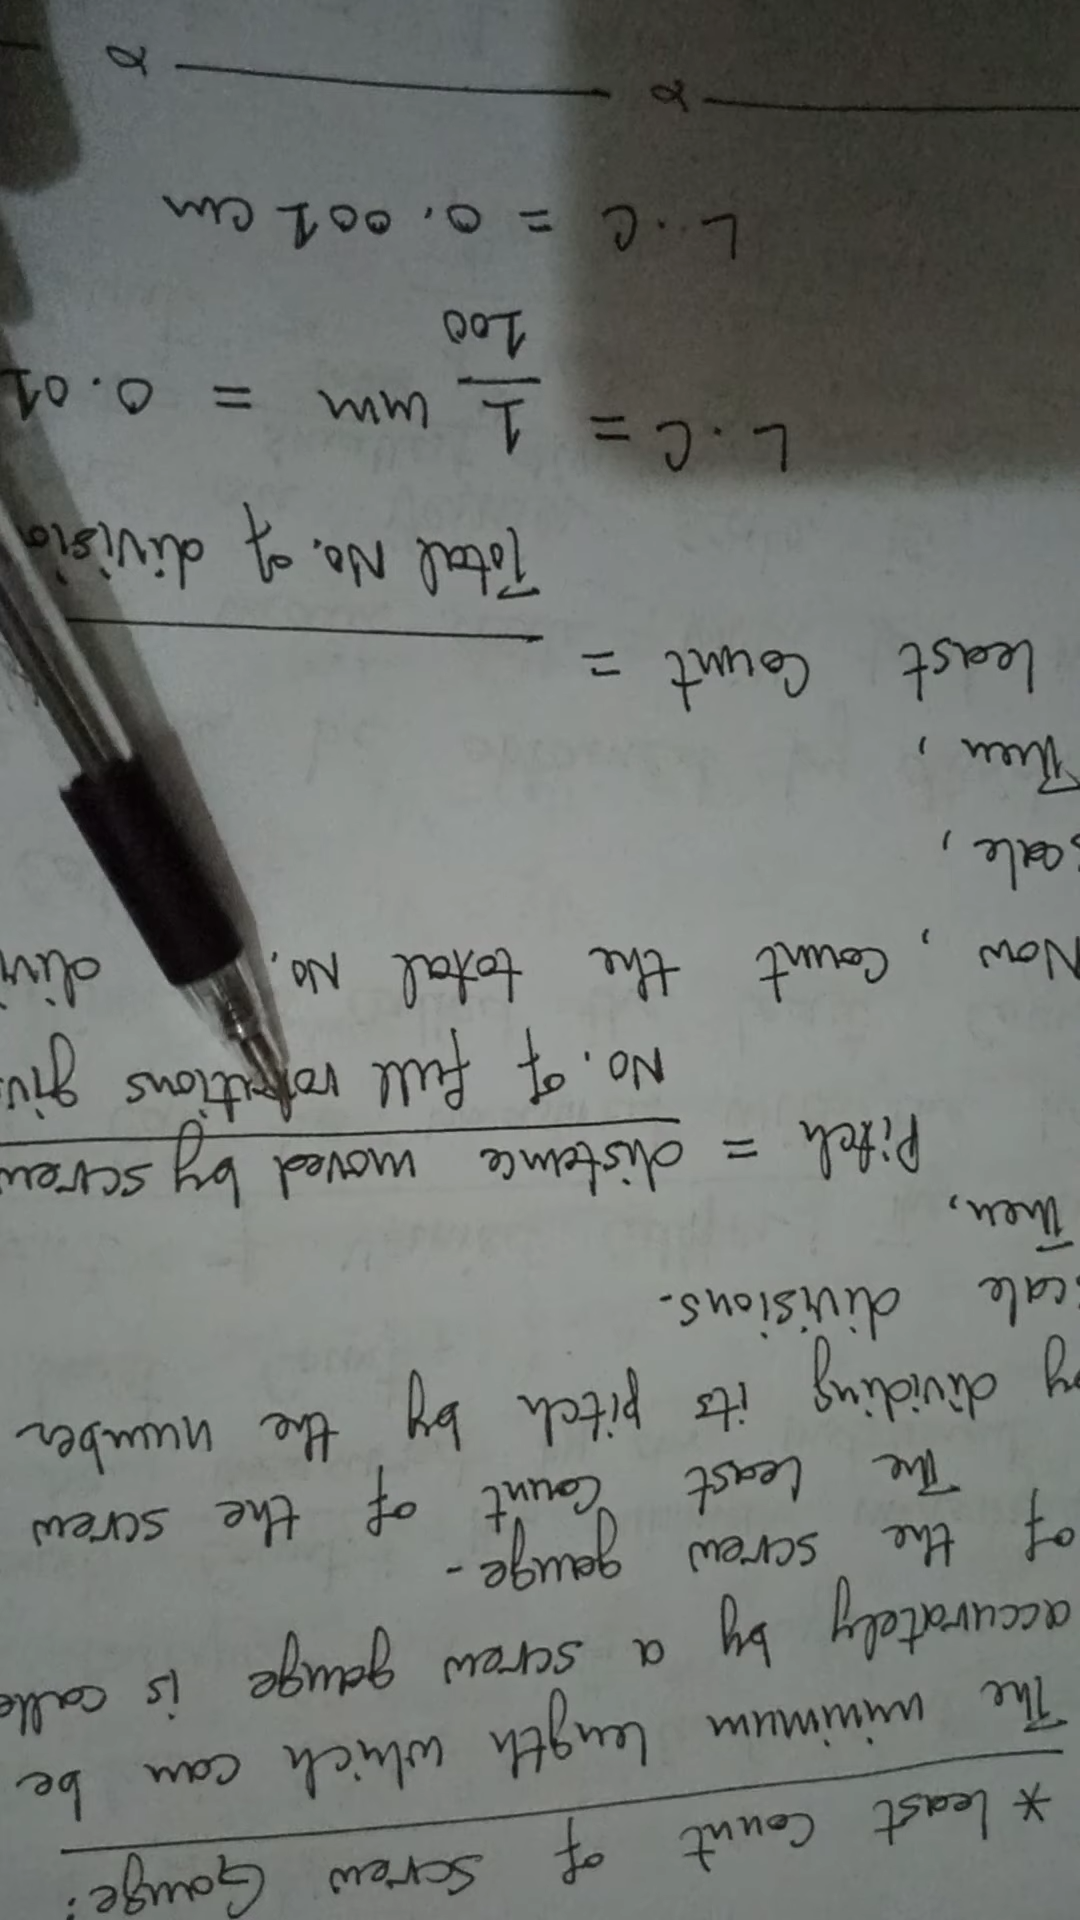 * Least Count of Screw Gauge:
The minimum length which can be
accurately by a screw gauge is
of the screw gauge-
The Least Count of the screw
by dividing its pitch by the number
scale divisions.
Then,
Pitch = distance moved by screw
No. of full rotations
Now, Count the total No.
scale,
Then,
Least Count =
Total No. of
L.C = 1/100 mm = 0.01
L.C = 0.001 cm